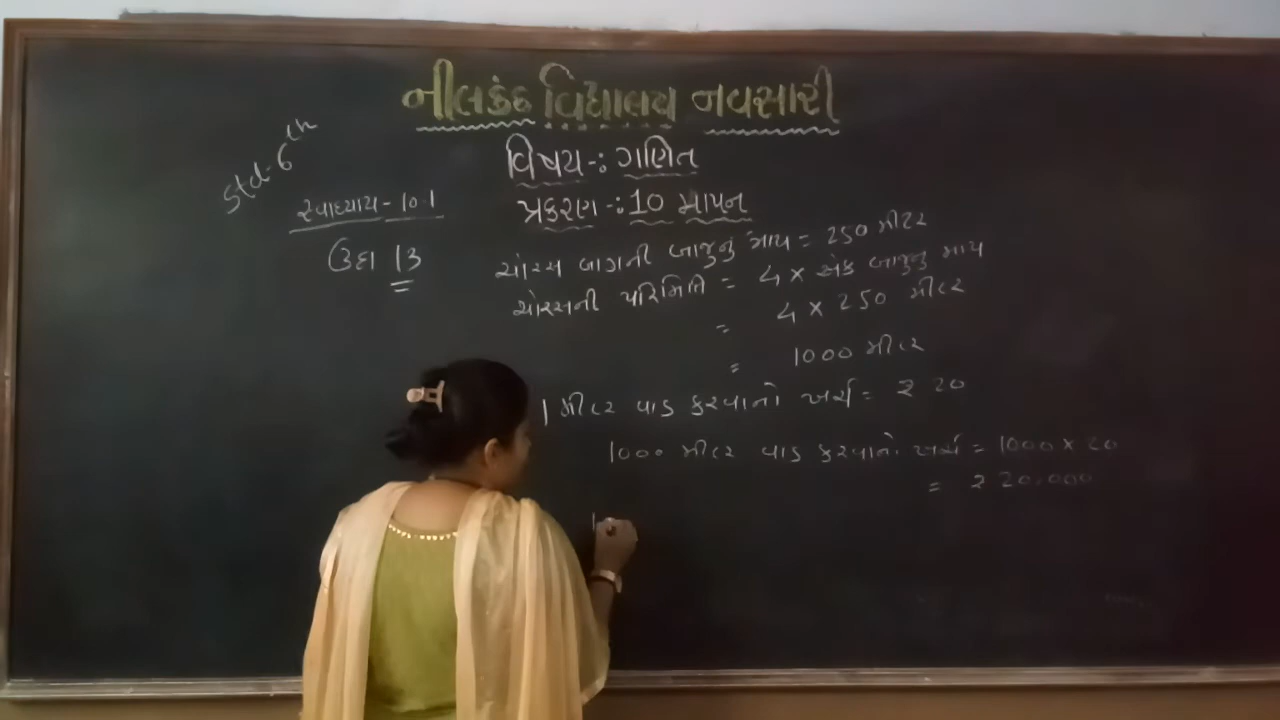 નીલકંઠ વિદ્યાલય નવસારી
વિષય -: ગણિત
પ્રકરણ -: 10 માપન
Std-6th
સ્વાધ્યાય - 10.1
ઉદા 13
ચોરસ બાગની બાજુનું માપ = 250 મીટર
ચોરસની પરિમિતિ = 4 × એક બાજુનુ માપ
= 4 × 250 મીટર
= 1000 મીટર
1 મીટર વાડ કરવાનો ખર્ચ = ₹ 20
1000 મીટર વાડ કરવાનો ખર્ચ = 1000 × 20
= ₹ 20,000